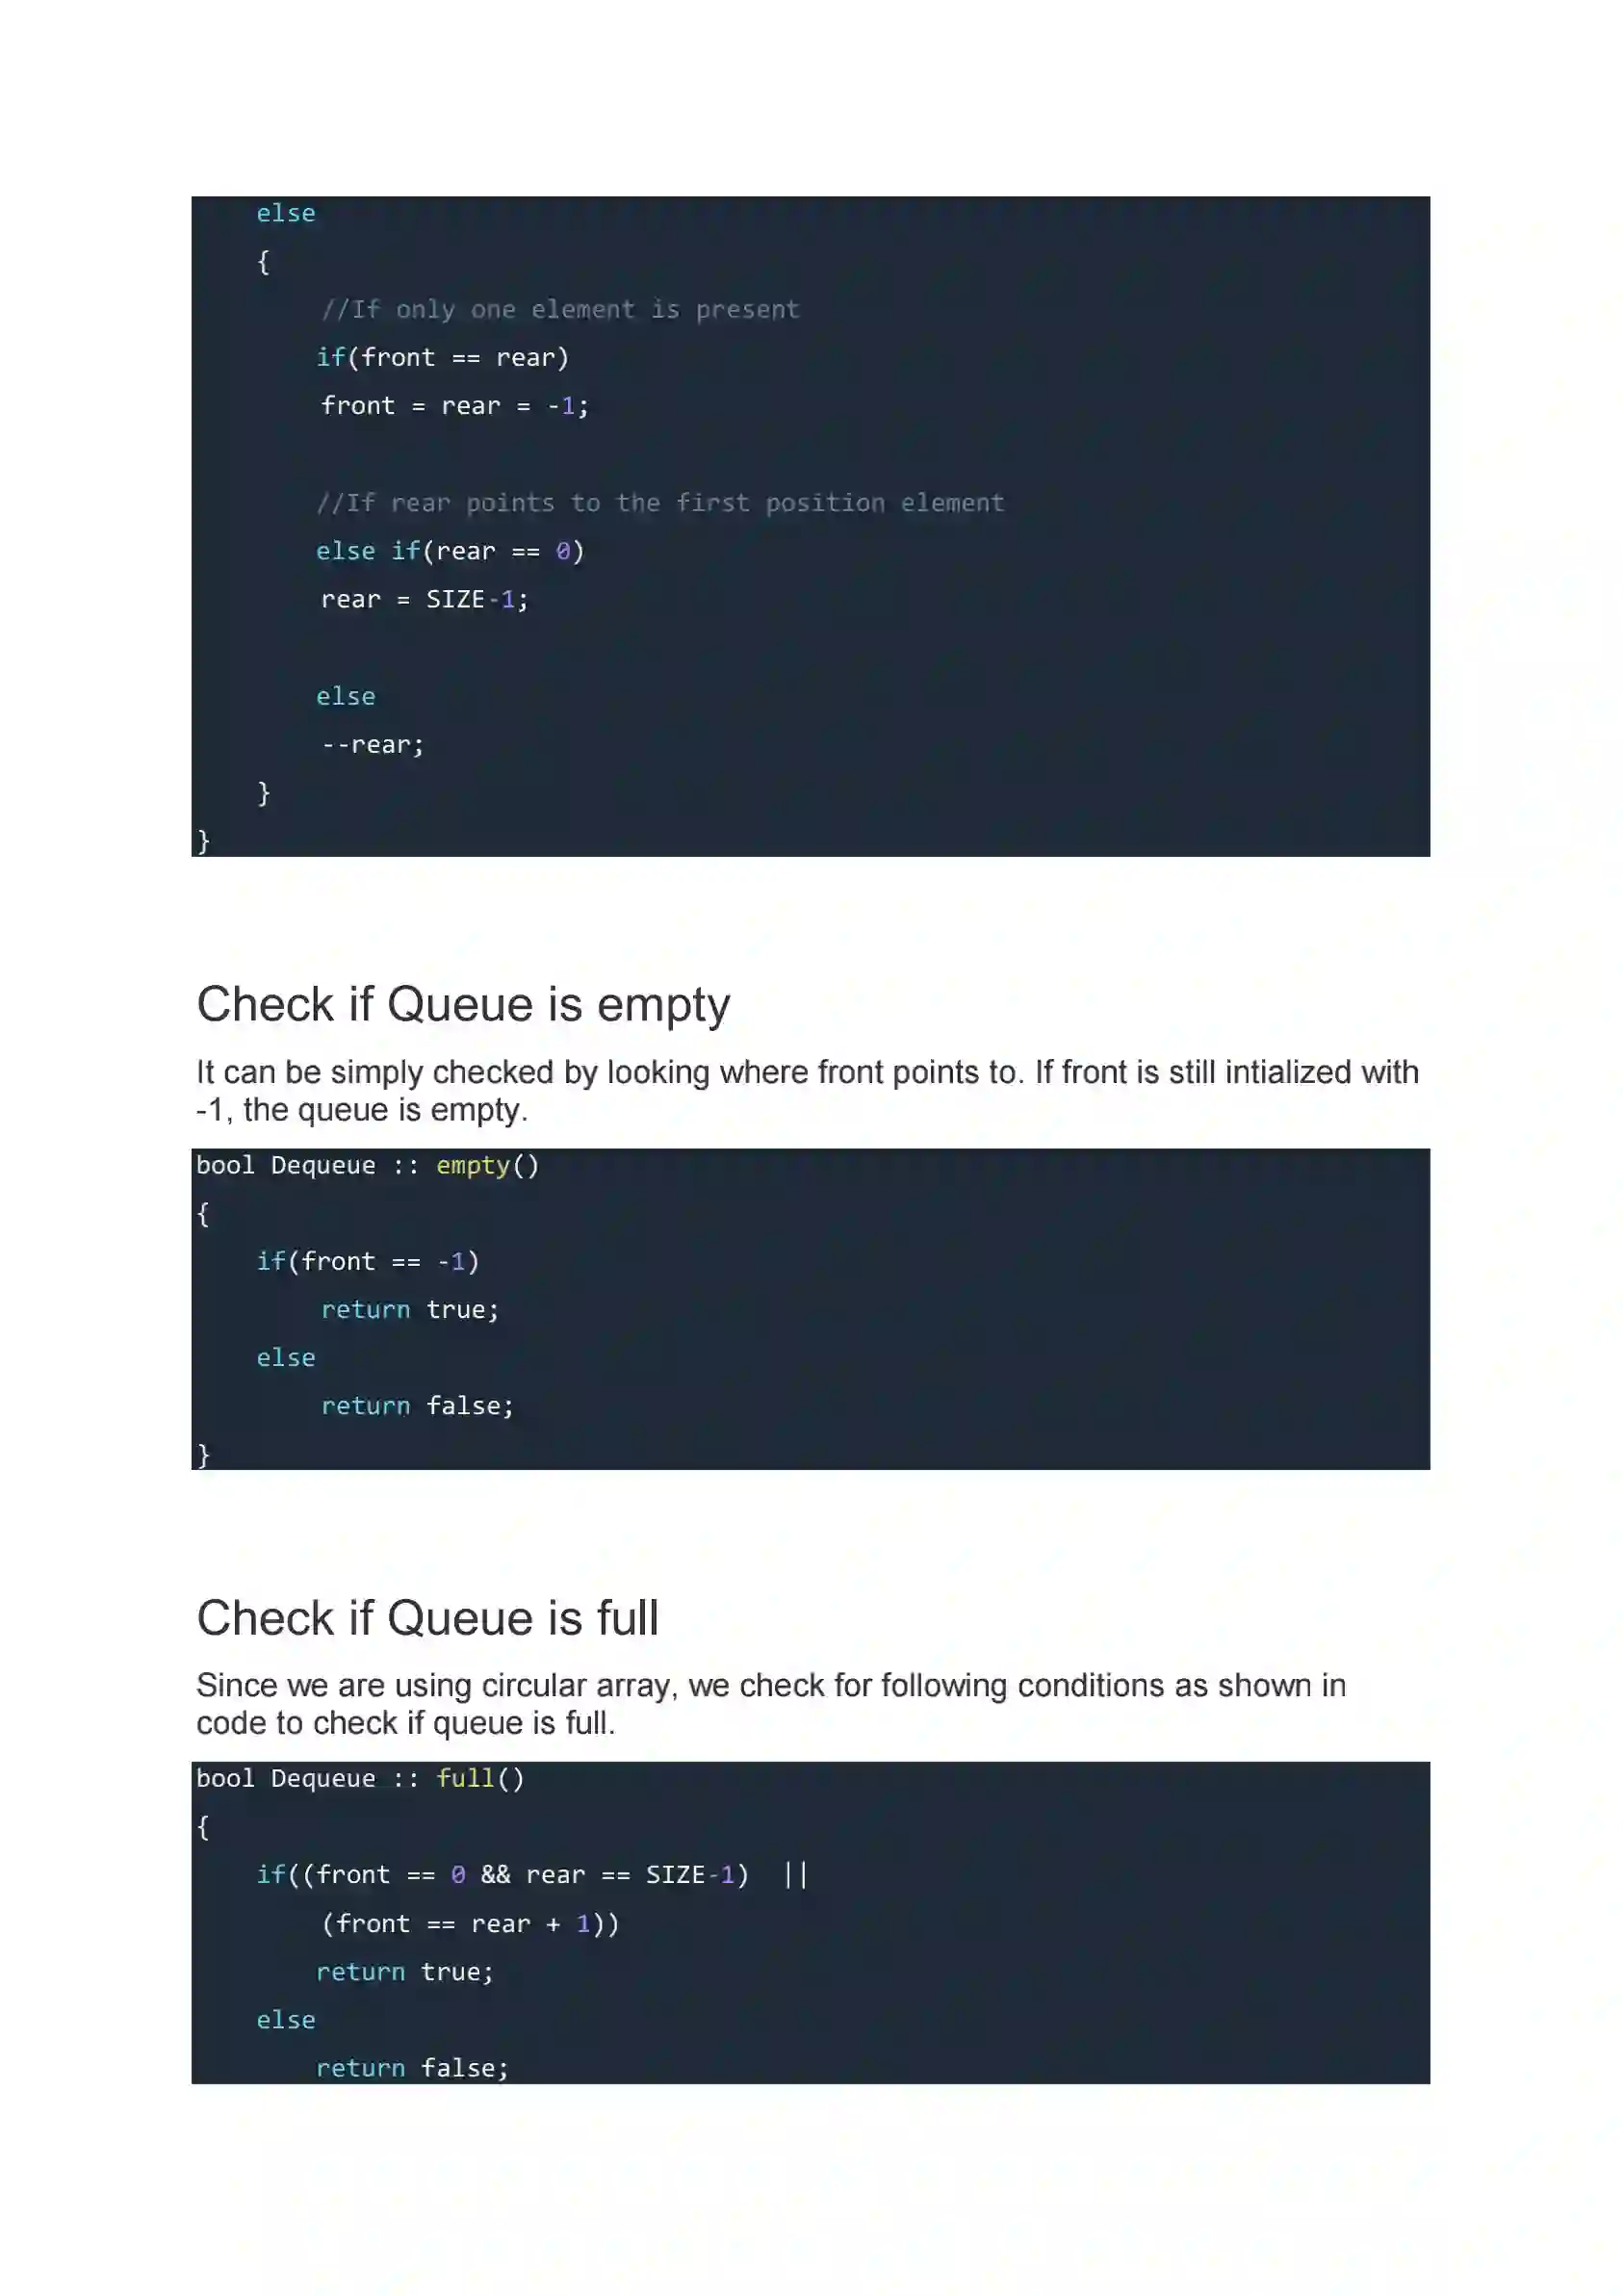 else
{
//If only one element is present
if(front == rear)
front = rear = -1;
//If rear points to the first position element
else if(rear == 0)
rear = SIZE-1;
else
--rear;
}
}
Check if Queue is empty
It can be simply checked by looking where front points to. If front is still intialized with
-1, the queue is empty.
bool Dequeue :: empty()
{
if(front == -1)
return true;
else
return false;
}
Check if Queue is full
Since we are using circular array, we check for following conditions as shown in
code to check if queue is full.
bool Dequeue :: full()
{
if((front == 0 && rear == SIZE-1)  ||
(front == rear + 1))
return true;
else
return false;